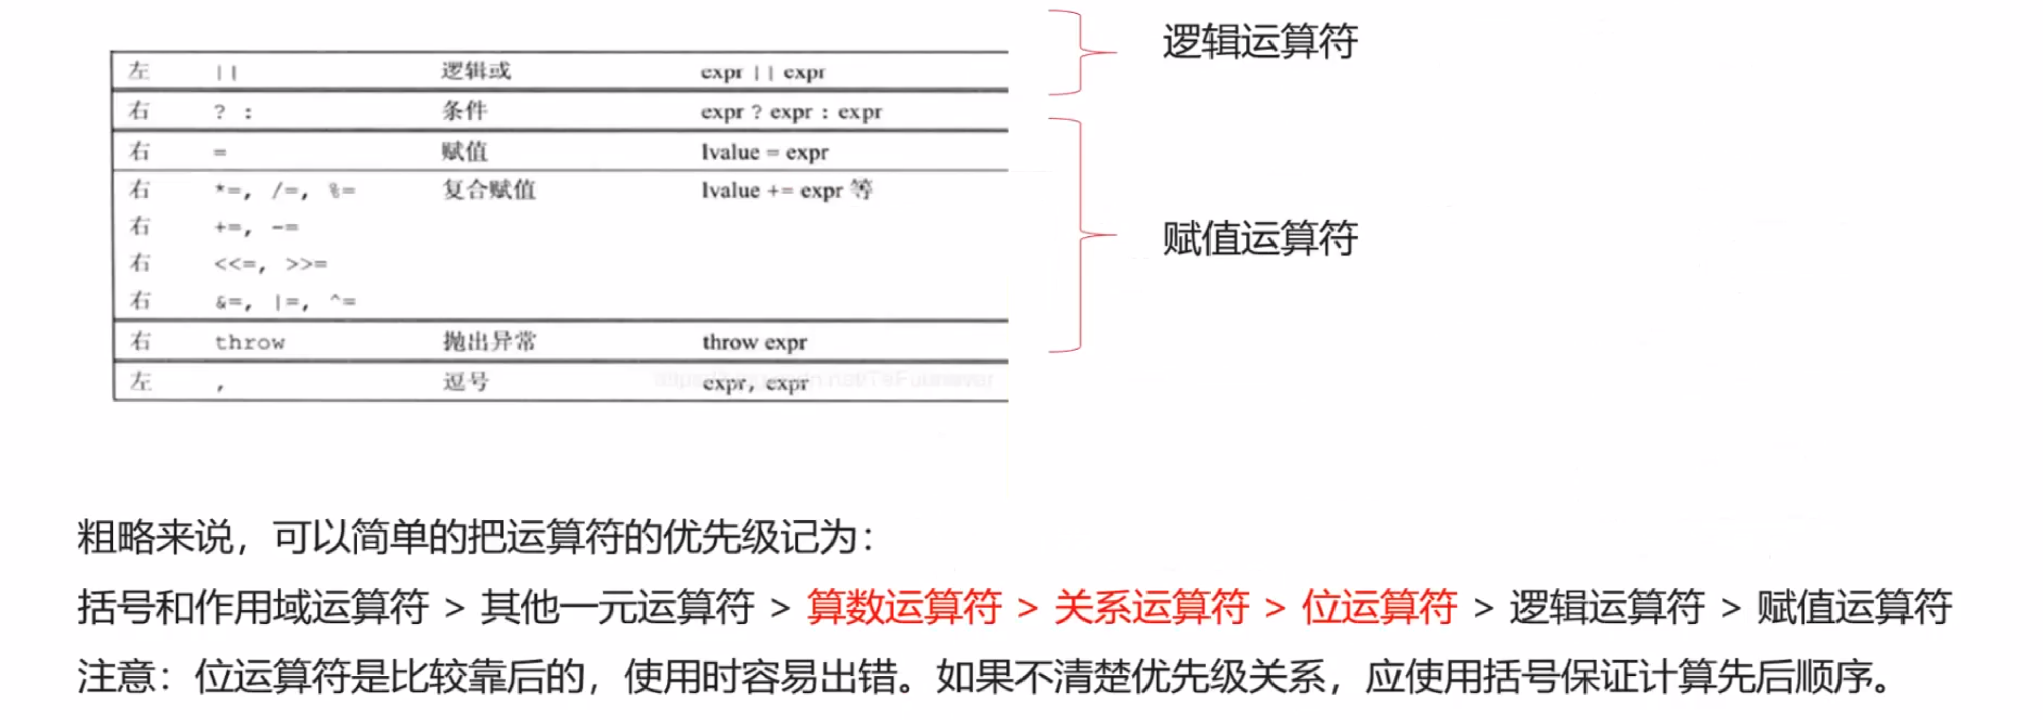 逻辑运算符
左 || 逻辑或 expr || expr
右 ? : 条件 expr ? expr : expr
右 = 赋值 lvalue = expr
右 *=, /=, %= 复合赋值 lvalue += expr 等
右 +=, -=
赋值运算符
右 <<=, >>=
右 &=, |=, ^=
右 throw 抛出异常 throw expr
左 , 逗号 expr, expr
粗略来说，可以简单的把运算符的优先级记为：
括号和作用域运算符 > 其他一元运算符 > 算数运算符 > 关系运算符 > 位运算符 > 逻辑运算符 > 赋值运算符
注意：位运算符是比较靠后的，使用时容易出错。如果不清楚优先级关系，应使用括号保证计算先后顺序。